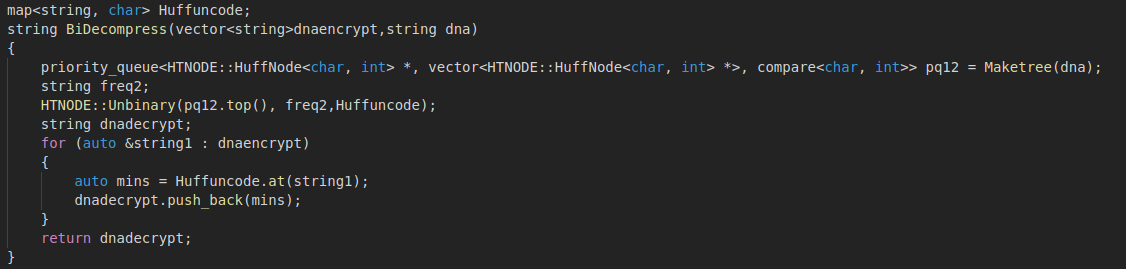 map<string, char> Huffuncode;
string BiDecompress(vector<string>dnaencrypt,string dna)
{
    priority_queue<HTNODE::HuffNode<char, int> *, vector<HTNODE::HuffNode<char, int> *>, compare<char, int>> pq12 = Maketree(dna);
    string freq2;
    HTNODE::Unbinary(pq12.top(), freq2,Huffuncode);
    string dnadecrypt;
    for (auto &string1 : dnaencrypt)
    {
        auto mins = Huffuncode.at(string1);
        dnadecrypt.push_back(mins);
    }
    return dnadecrypt;
}